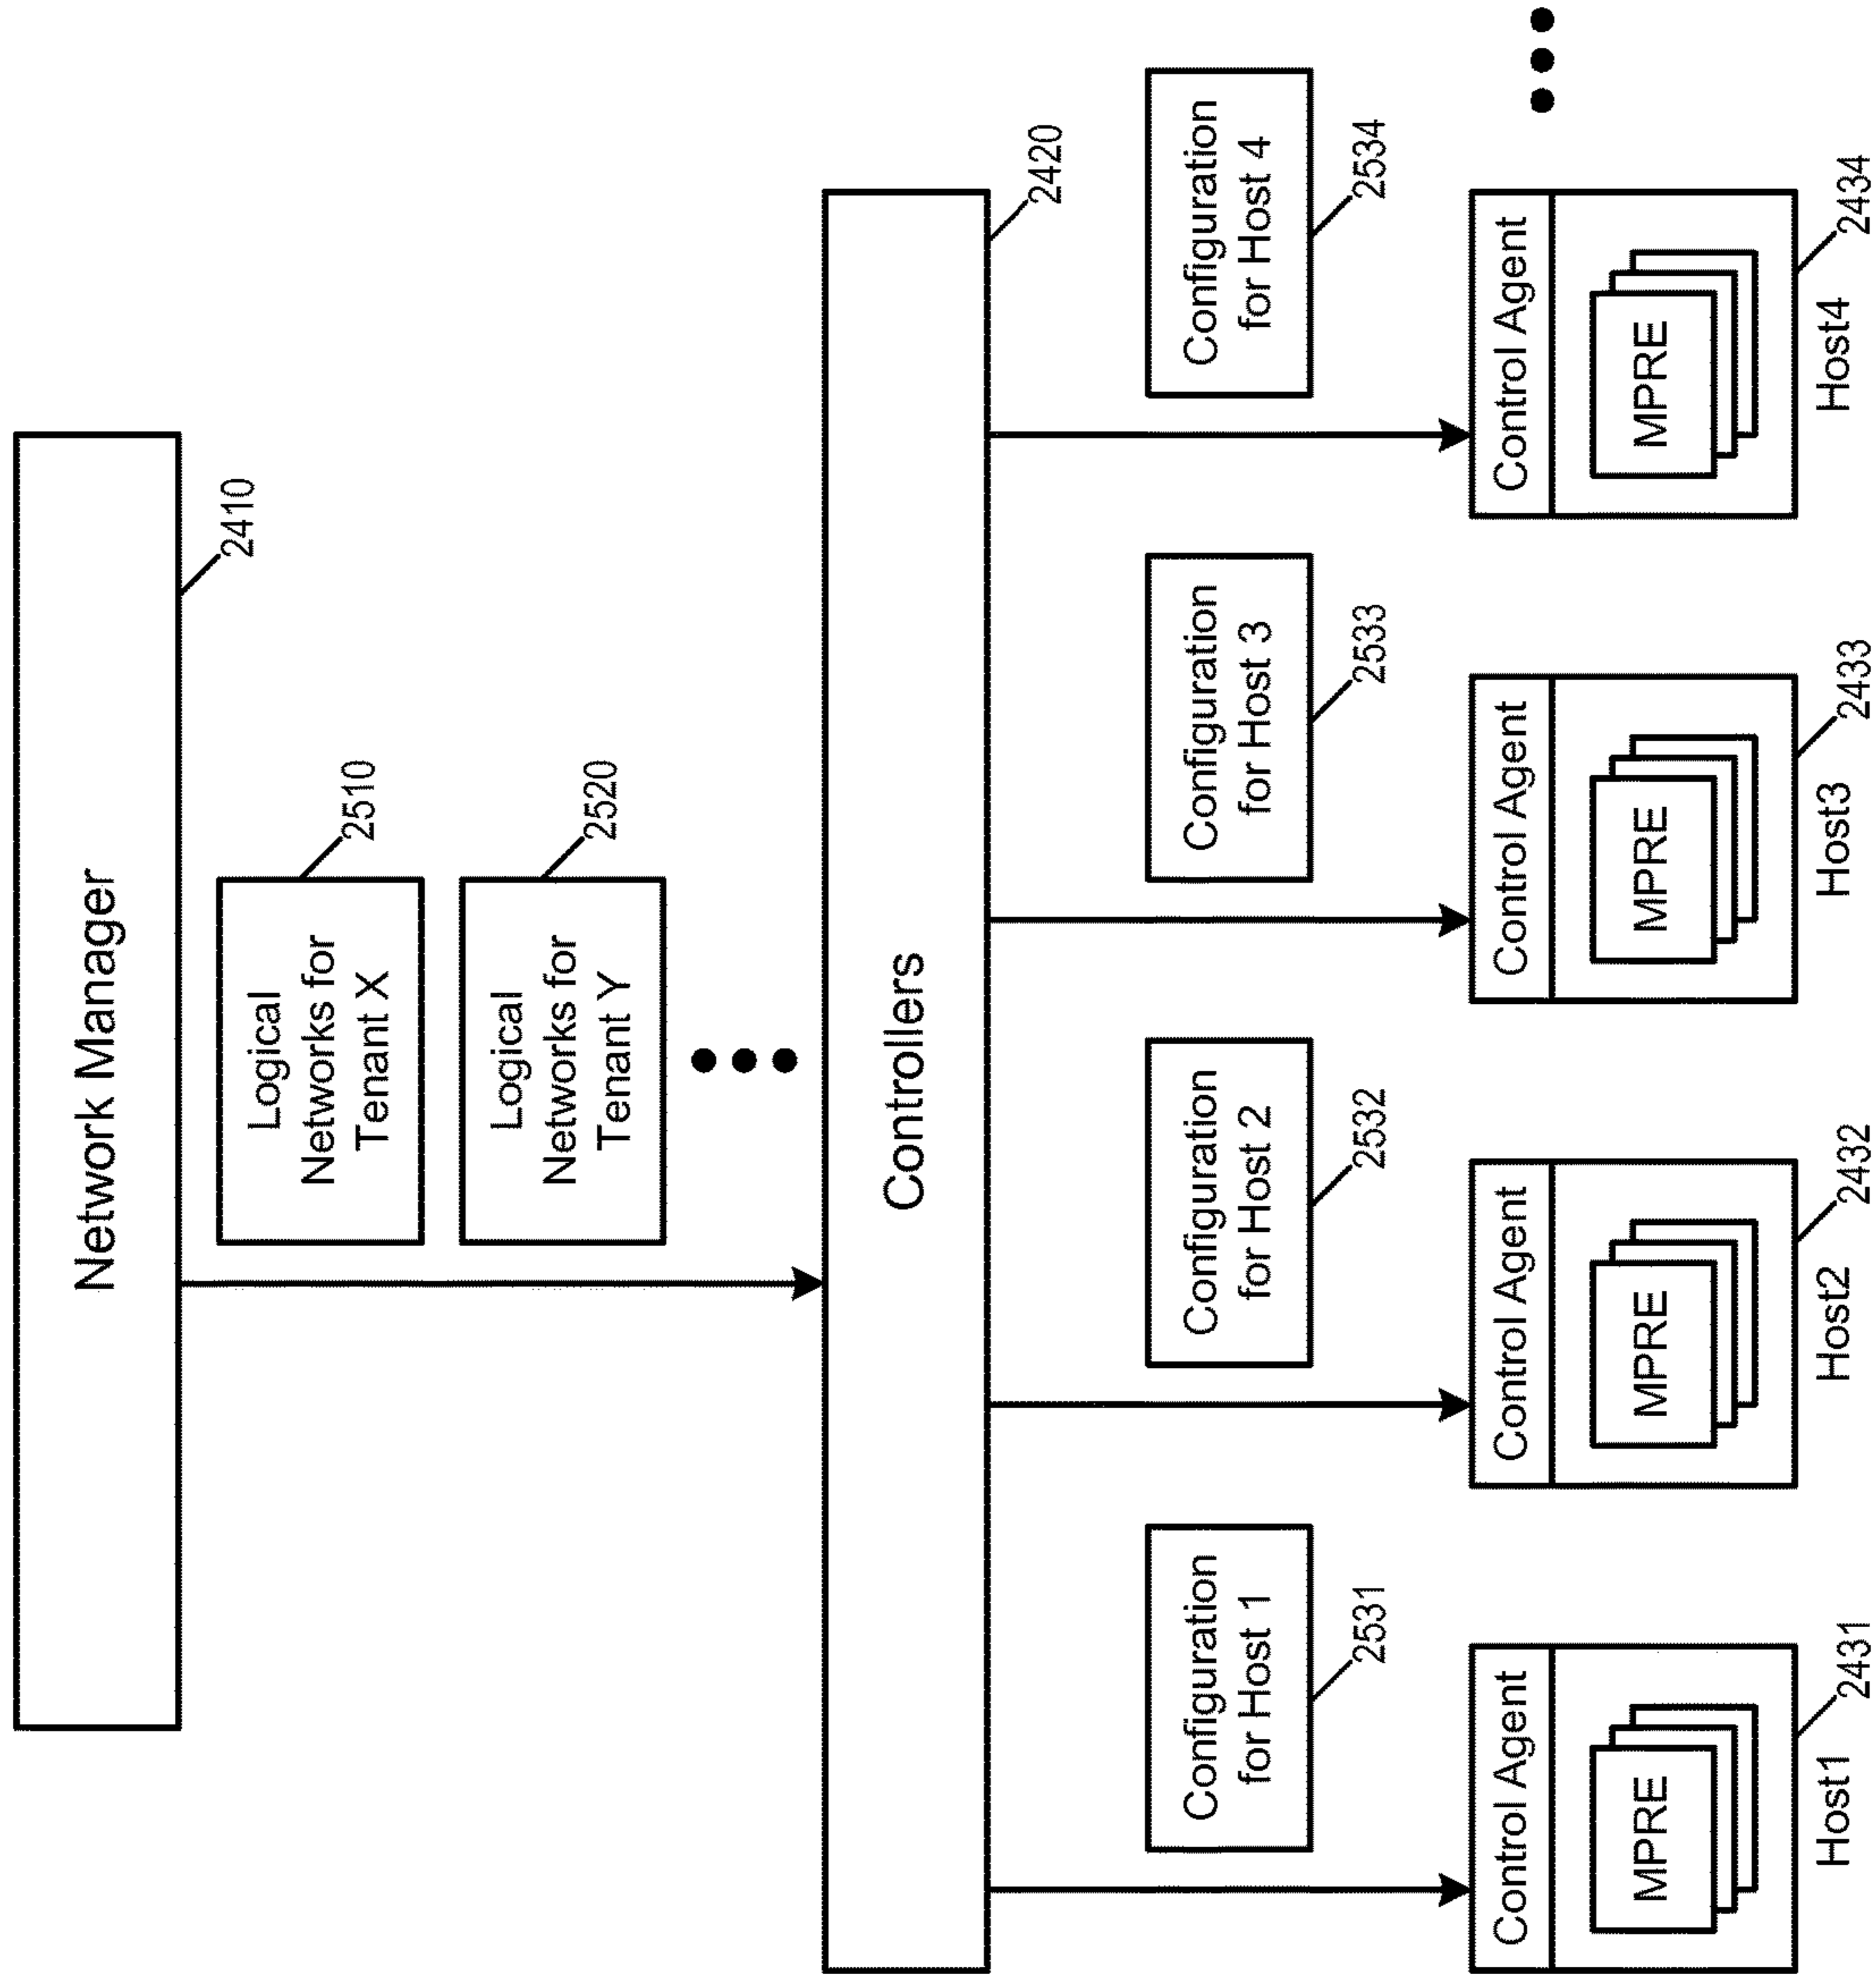 Network Manager
2410
Logical
Networks for
Tenant X
2510
Logical
Networks for
Tenant Y
2520
Controllers
2420
Configuration
for Host 1
2531
Configuration
for Host 2
2532
Configuration
for Host 3
2533
Configuration
for Host 4
2534
Control Agent
MPRE
Host1
2431
Control Agent
MPRE
Host2
2432
Control Agent
MPRE
Host3
2433
Control Agent
MPRE
Host4
2434